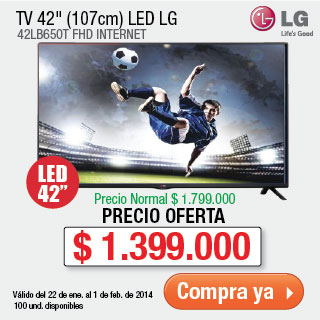 TV 42" (107cm) LED LG
42LB650T FHD INTERNET
LG
Life's Good
LED
42"
Precio Normal $ 1.799.000
PRECIO OFERTA
$ 1.399.000
Válido del 22 de ene. al 1 de feb. de 2014
100 und. disponibles
Compra ya